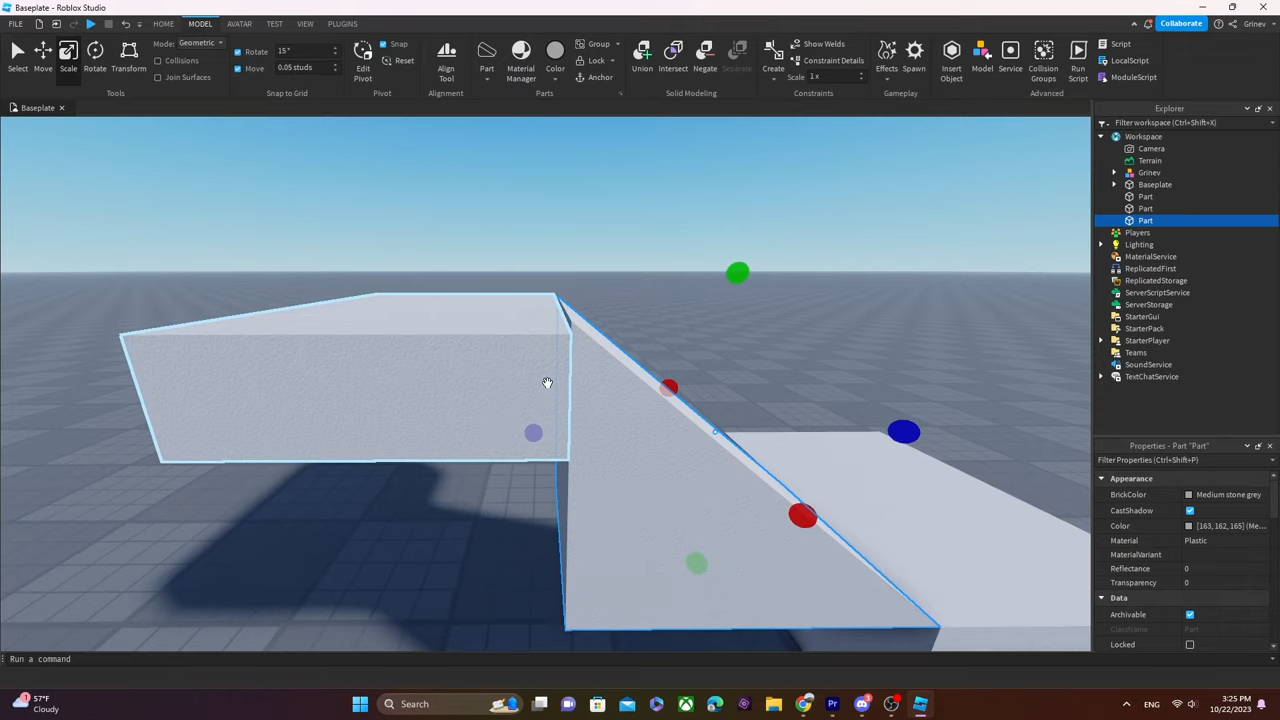 Baseplate - Roblox Studio
FILE HOME MODEL AVATAR TEST VIEW PLUGINS Collaborate Grinev
Select Move Scale Rotate Transform
Mode: Geometric
Collisions
Join Surfaces
Tools
Rotate 15 °
Move 0.05 studs
Snap to Grid
Edit Pivot
Snap
Reset
Pivot
Align Tool
Alignment
Part Material Manager Color
Group
Lock
Anchor
Parts
Union Intersect Negate Separate
Solid Modeling
Create
Show Welds
Constraint Details
Scale 1 x
Constraints
Effects Spawn
Gameplay
Insert Object Model Service Collision Groups Run Script
Script
LocalScript
ModuleScript
Advanced
Baseplate
Explorer
Filter workspace (Ctrl+Shift+X)
Workspace
Camera
Terrain
Grinev
Baseplate
Part
Part
Part
Players
Lighting
MaterialService
ReplicatedFirst
ReplicatedStorage
ServerScriptService
ServerStorage
StarterGui
StarterPack
StarterPlayer
Teams
SoundService
TextChatService
Properties - Part "Part"
Filter Properties (Ctrl+Shift+P)
Appearance
BrickColor Medium stone grey
CastShadow
Color [163, 162, 165] (Me...
Material Plastic
MaterialVariant
Reflectance 0
Transparency 0
Data
Archivable
ClassName Part
Locked
Run a command
57°F
Cloudy
Search
ENG
3:25 PM
10/22/2023